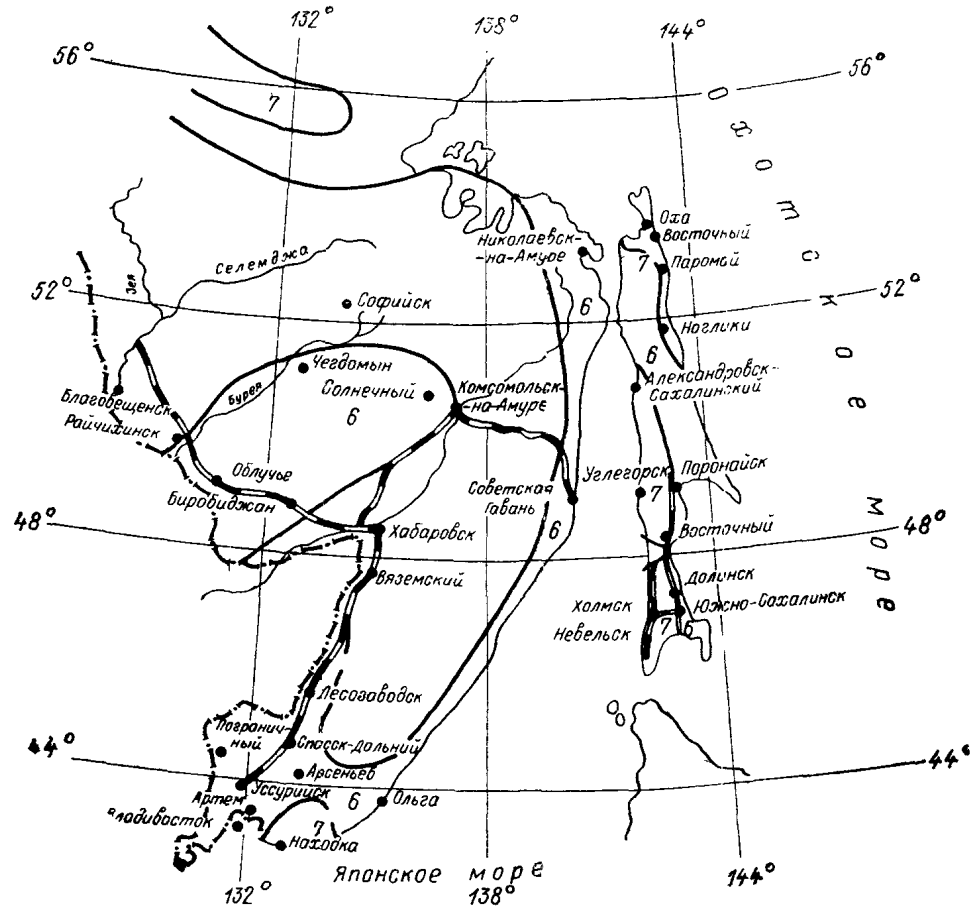 132°
138°
144°
56°
56°
7
Охотское море
Оха
Восточный
Николаевск-
-на-Амуре
7
Паромай
Селемджа
Зея
52°
52°
Софийск
6
Ноглики
6
Чегдомын
Бурея
Солнечный
Комсомольск-
-на-Амуре
Александровск-
Сахалинский
Благовещенск
Райчихинск
6
Облучье
Биробиджан
Советская
Гавань
Углегорск
7
Поронайск
48°
48°
Хабаровск
6
Восточный
Вяземский
Долинск
Холмск
Южно-Сахалинск
Невельск
7
6
Лесозаводск
Погранич-
ный
Спасск-Дальний
44°
44°
Арсеньев
Уссурийск
6
Ольга
Артем
Владивосток
7
Находка
Японское море
132°
138°
144°